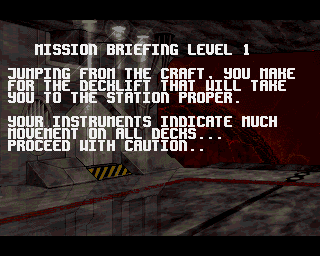 MISSION BRIEFING LEVEL 1
JUMPING FROM THE CRAFT, YOU MAKE
FOR THE DECKLIFT THAT WILL TAKE
YOU TO THE STATION PROPER.
YOUR INSTRUMENTS INDICATE MUCH
MOVEMENT ON ALL DECKS...
PROCEED WITH CAUTION..